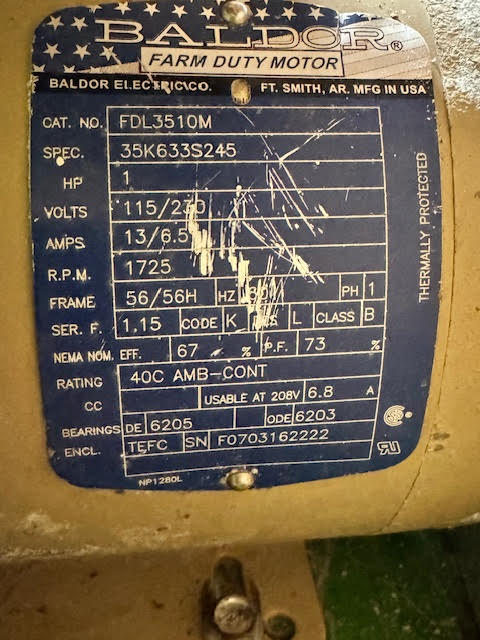 BALDOR®
FARM DUTY MOTOR
BALDOR ELECTRIC CO. FT. SMITH, AR. MFG IN USA
CAT. NO. FDL3510M
SPEC. 35K633S245
HP 1
VOLTS 115/230
AMPS 13/6.5
R.P.M. 1725
FRAME 56/56H HZ 60 PH 1
SER. F. 1.15 CODE K DES L CLASS B
NEMA NOM. EFF. 67 % P.F. 73 %
RATING 40C AMB-CONT
CC USABLE AT 208V 6.8 A
BEARINGS DE 6205 ODE 6203
ENCL. TEFC SN F0703162222
NP1280L
THERMALLY PROTECTED